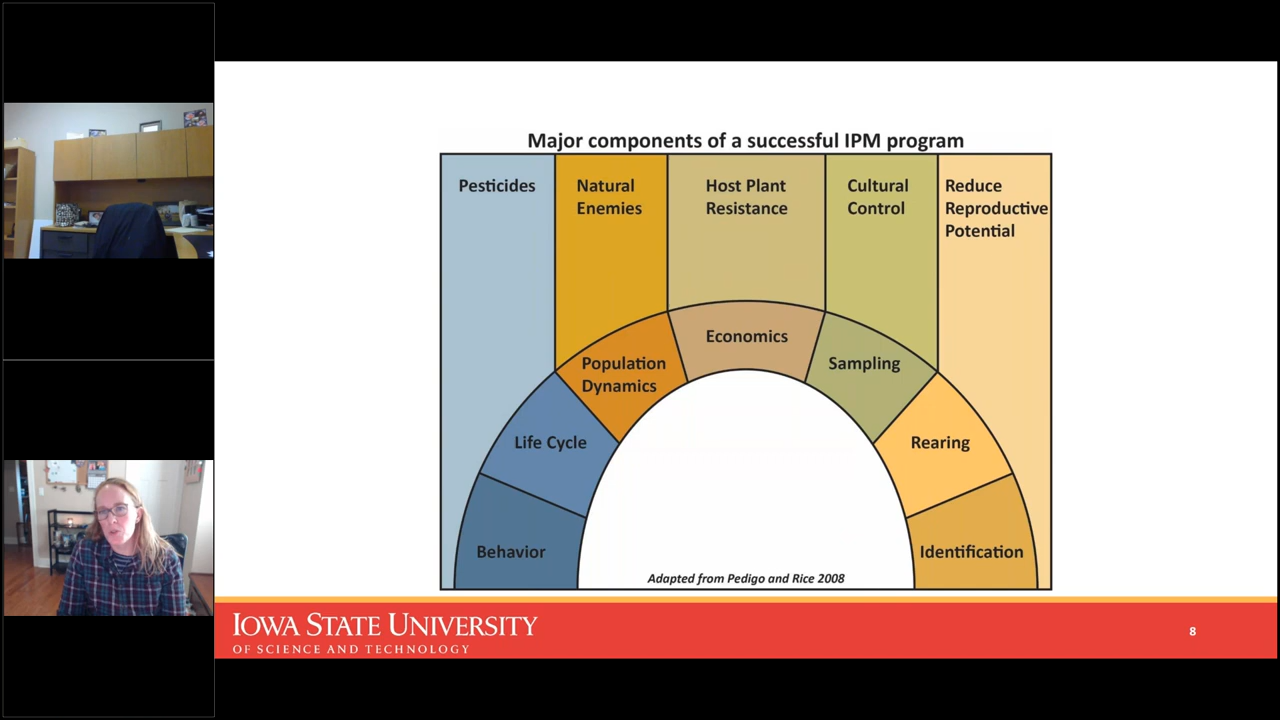 Major components of a successful IPM program
Pesticides
Natural
Enemies
Host Plant
Resistance
Cultural
Control
Reduce
Reproductive
Potential
Economics
Population
Dynamics
Sampling
Life Cycle
Rearing
Behavior
Identification
Adapted from Pedigo and Rice 2008
IOWA STATE UNIVERSITY
OF SCIENCE AND TECHNOLOGY
8